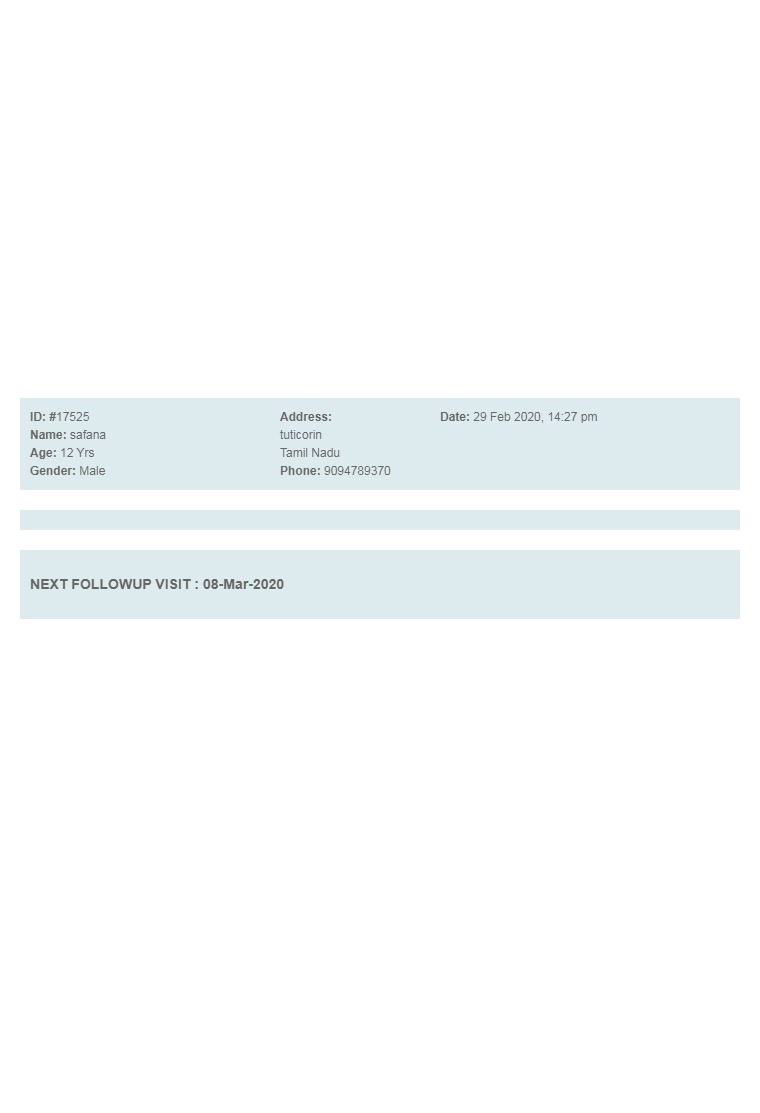 ID: #17525
Name: safana
Age: 12 Yrs
Gender: Male
Address:
tuticorin
Tamil Nadu
Phone: 9094789370
Date: 29 Feb 2020, 14:27 pm
NEXT FOLLOWUP VISIT : 08-Mar-2020